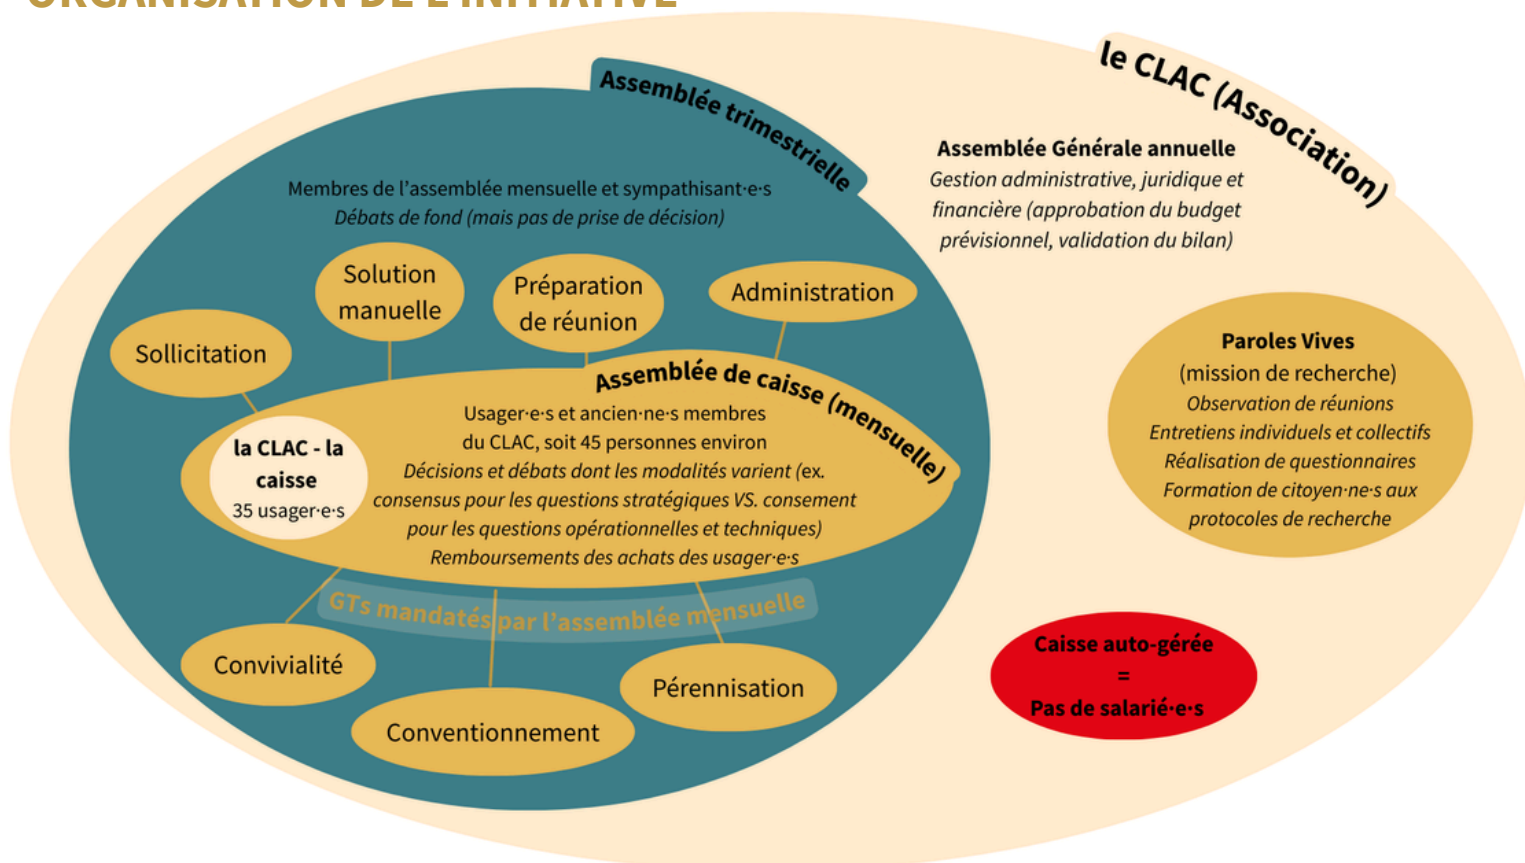 ORGANISATION DE L'INITIATIVE
le CLAC (Association)
Assemblée trimestrielle
Assemblée Générale annuelle
Gestion administrative, juridique et
financière (approbation du budget
prévisionnel, validation du bilan)
Membres de l'assemblée mensuelle et sympathisant·e·s
Débats de fond (mais pas de prise de décision)
Solution
manuelle
Préparation
de réunion
Administration
Sollicitation
Assemblée de caisse (mensuelle)
Usager·e·s et ancien·ne·s membres
du CLAC, soit 45 personnes environ
Décisions et débats dont les modalités varient (ex.
consensus pour les questions stratégiques VS. consement
pour les questions opérationnelles et techniques)
Remboursements des achats des usager·e·s
la CLAC - la
caisse
35 usager·e·s
GTs mandatés par l'assemblée mensuelle
Convivialité
Conventionnement
Pérennisation
Paroles Vives
(mission de recherche)
Observation de réunions
Entretiens individuels et collectifs
Réalisation de questionnaires
Formation de citoyen·ne·s aux
protocoles de recherche
Caisse auto-gérée
=
Pas de salarié·e·s